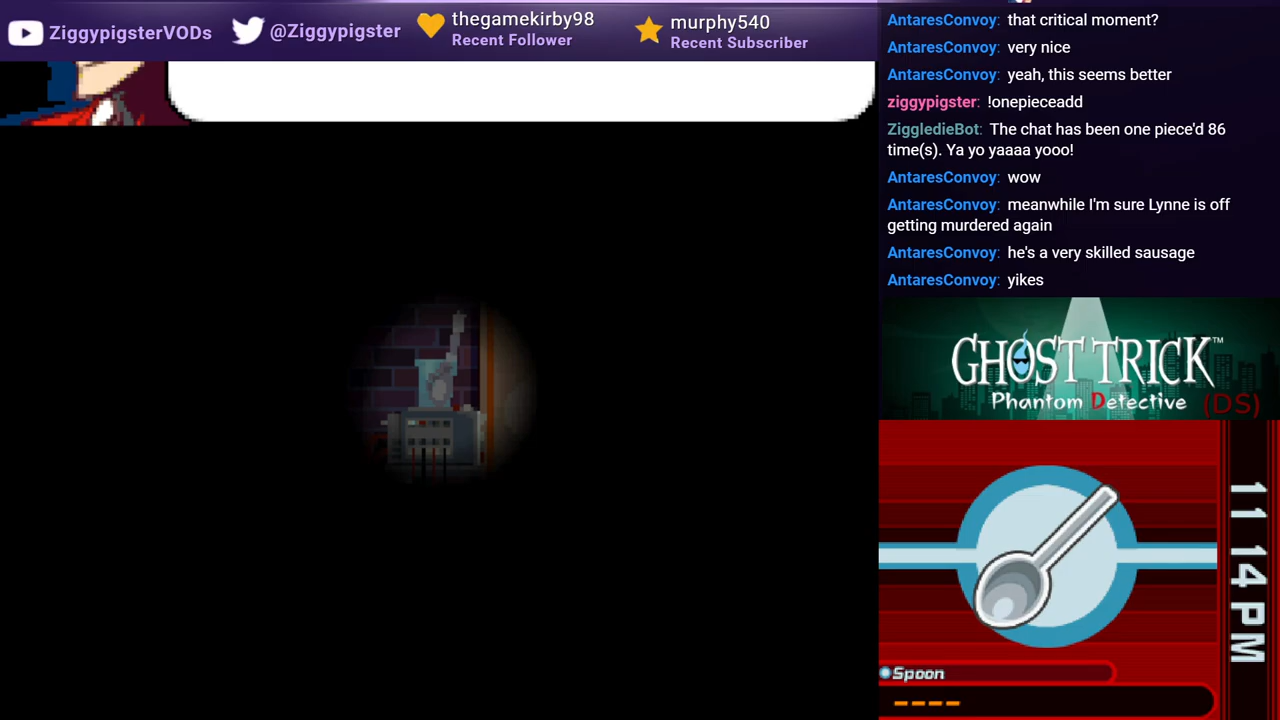 ZiggypigsterVODs
@Ziggypigster
thegamekirby98
Recent Follower
murphy540
Recent Subscriber
AntaresConvoy: that critical moment?
AntaresConvoy: very nice
AntaresConvoy: yeah, this seems better
ziggypigster: !onepieceadd
ZiggledieBot: The chat has been one piece'd 86
time(s). Ya yo yaaaa yooo!
AntaresConvoy: wow
AntaresConvoy: meanwhile I'm sure Lynne is off
getting murdered again
AntaresConvoy: he's a very skilled sausage
AntaresConvoy: yikes
GHOST TRICK™
Phantom Detective (DS)
11 14PM
Spoon
----